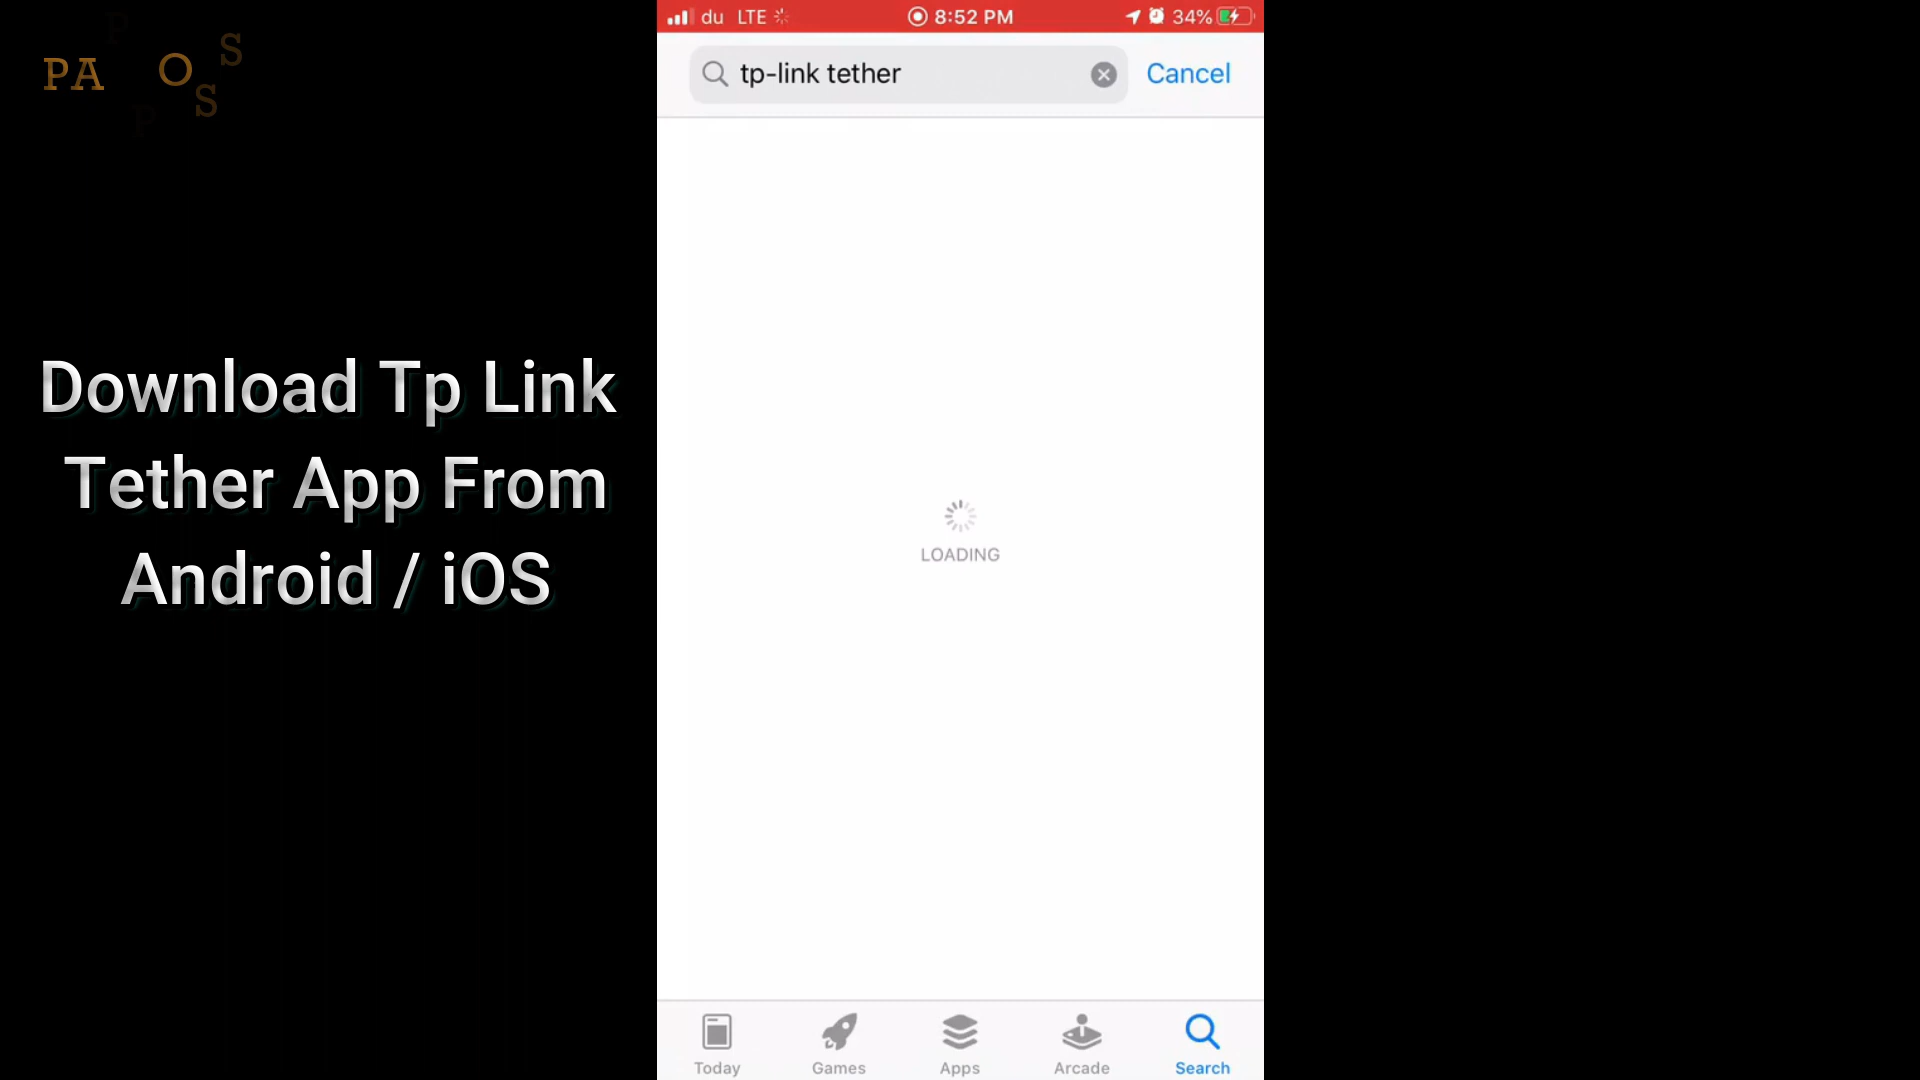 du LTE 8:52 PM 34%
tp-link tether Cancel
P
PA O S
S
P
Download Tp Link
Tether App From
Android / iOS
LOADING
Today Games Apps Arcade Search